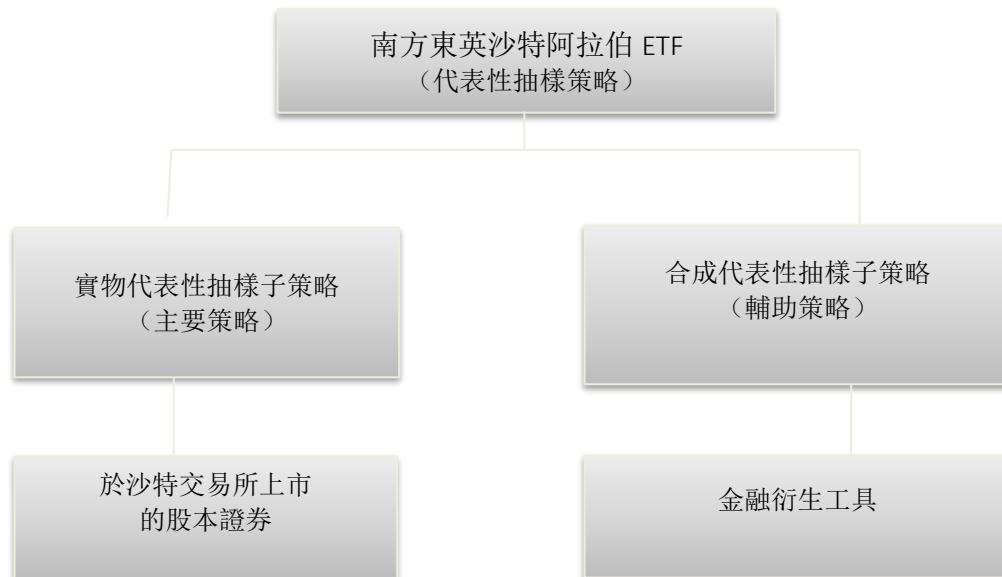 南方東英沙特阿拉伯 ETF
（代表性抽樣策略）
實物代表性抽樣子策略
（主要策略）
合成代表性抽樣子策略
（輔助策略）
於沙特交易所上市
的股本證券
金融衍生工具